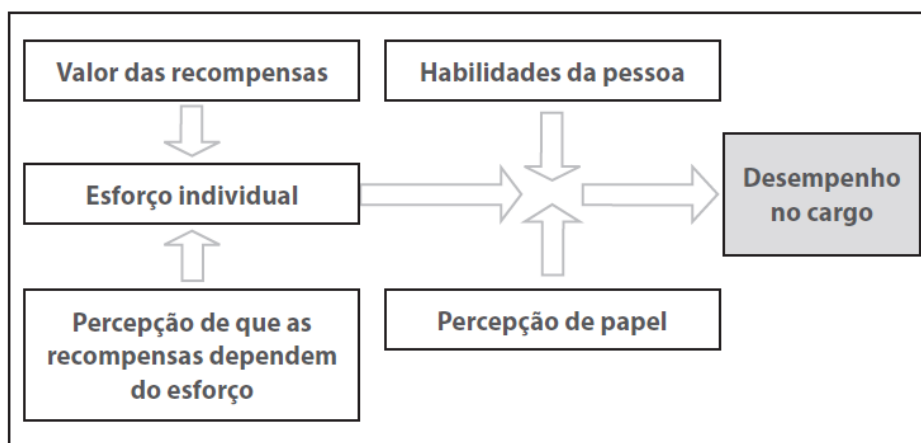 Valor das recompensas
Habilidades da pessoa
Esforço individual
Desempenho
no cargo
Percepção de que as
recompensas dependem
do esforço
Percepção de papel